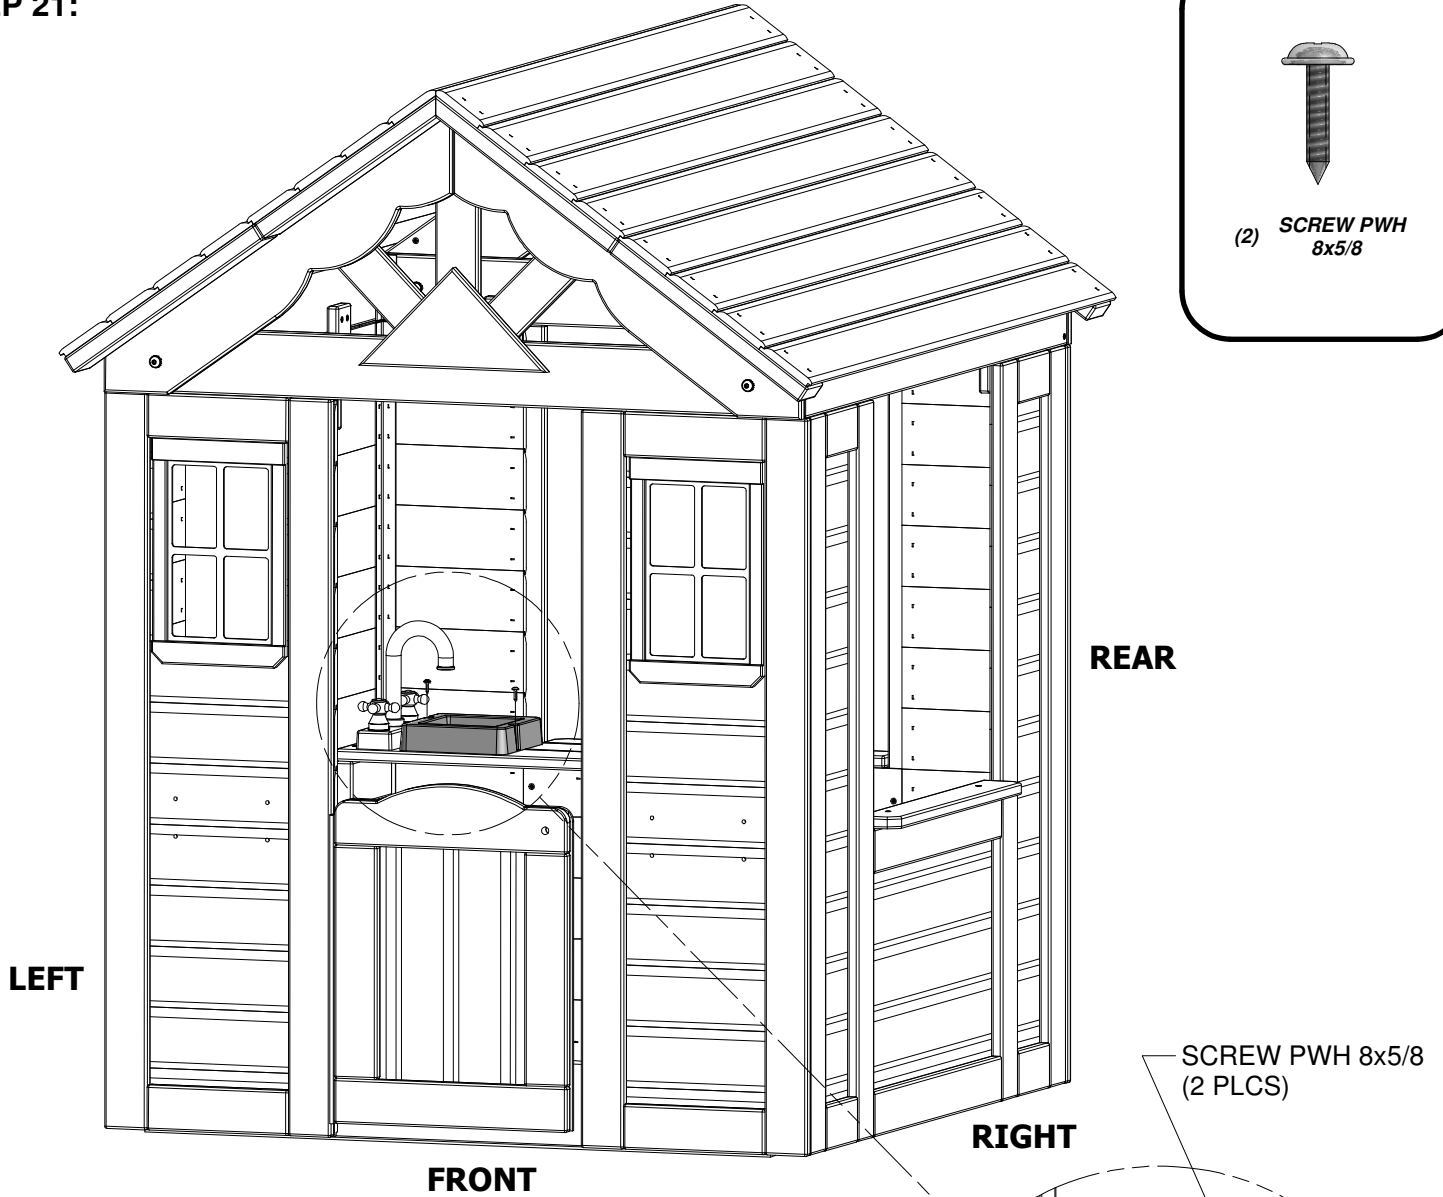 P 21:
(2) SCREW PWH
8x5/8
REAR
LEFT
SCREW PWH 8x5/8
(2 PLCS)
RIGHT
FRONT